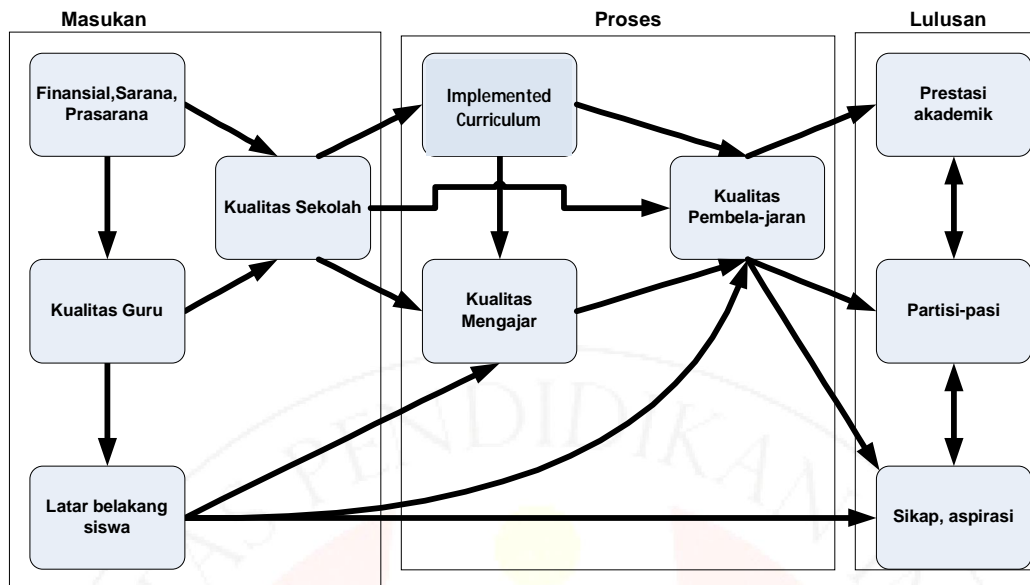 Masukan
Proses
Lulusan
Finansial,Sarana,
Prasarana
Kualitas Sekolah
Kualitas Guru
Latar belakang
siswa
Implemented
Curriculum
Kualitas
Mengajar
Kualitas
Pembela-jaran
Prestasi
akademik
Partisi-pasi
Sikap, aspirasi
PENDIDIKAN